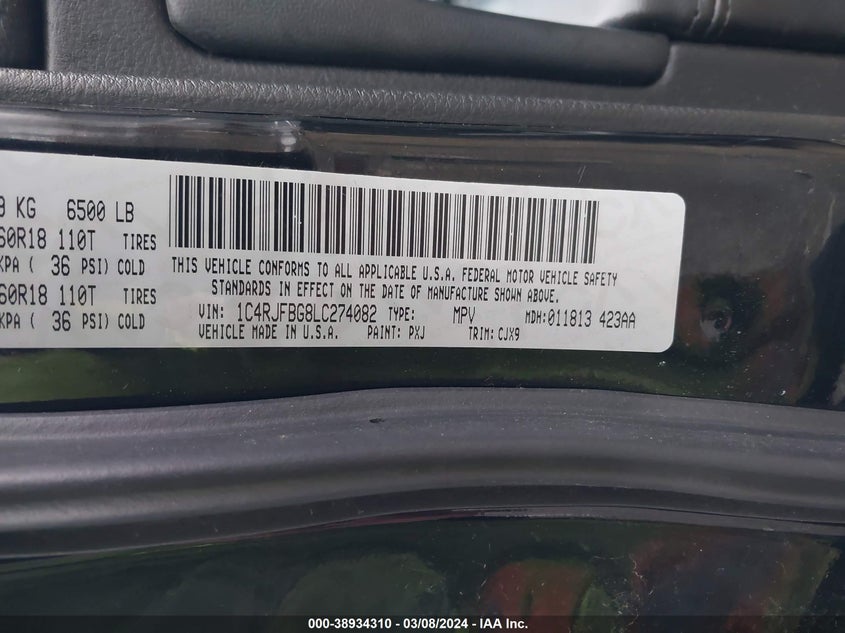 9 KG 6500 LB
60R18 110T TIRES
KPA ( 36 PSI) COLD
60R18 110T TIRES
KPA ( 36 PSI) COLD
THIS VEHICLE CONFORMS TO ALL APPLICABLE U.S.A. FEDERAL MOTOR VEHICLE SAFETY
STANDARDS IN EFFECT ON THE DATE OF MANUFACTURE SHOWN ABOVE.
VIN: 1C4RJFBG8LC274082 TYPE: MPV MDH: 011813 423AA
VEHICLE MADE IN U.S.A. PAINT: PXJ TRIM: CJX9
000-38934310 - 03/08/2024 - IAA Inc.